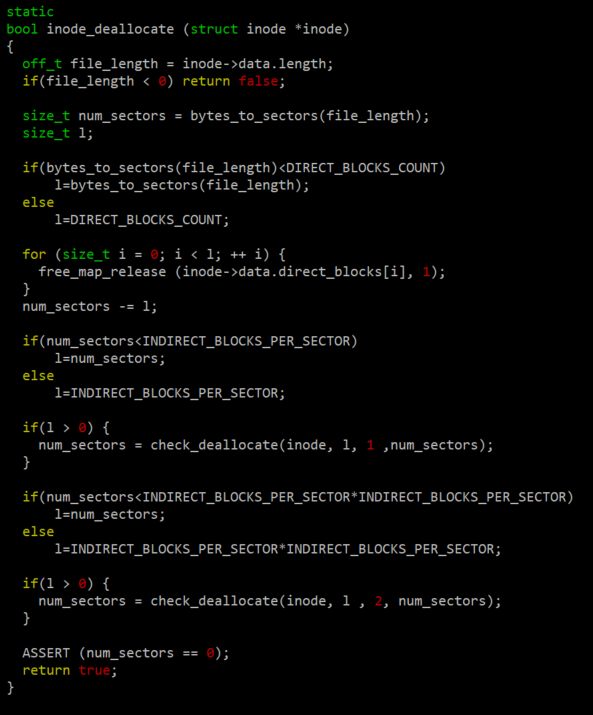 static
bool inode_deallocate (struct inode *inode)
{
  off_t file_length = inode->data.length;
  if(file_length < 0) return false;

  size_t num_sectors = bytes_to_sectors(file_length);
  size_t l;

  if(bytes_to_sectors(file_length)<DIRECT_BLOCKS_COUNT)
      l=bytes_to_sectors(file_length);
  else
      l=DIRECT_BLOCKS_COUNT;

  for (size_t i = 0; i < l; ++ i) {
    free_map_release (inode->data.direct_blocks[i], 1);
  }
  num_sectors -= l;

  if(num_sectors<INDIRECT_BLOCKS_PER_SECTOR)
      l=num_sectors;
  else
      l=INDIRECT_BLOCKS_PER_SECTOR;

  if(l > 0) {
    num_sectors = check_deallocate(inode, l, 1 ,num_sectors);
  }

  if(num_sectors<INDIRECT_BLOCKS_PER_SECTOR*INDIRECT_BLOCKS_PER_SECTOR)
      l=num_sectors;
  else
      l=INDIRECT_BLOCKS_PER_SECTOR*INDIRECT_BLOCKS_PER_SECTOR;

  if(l > 0) {
    num_sectors = check_deallocate(inode, l , 2, num_sectors);
  }

  ASSERT (num_sectors == 0);
  return true;
}